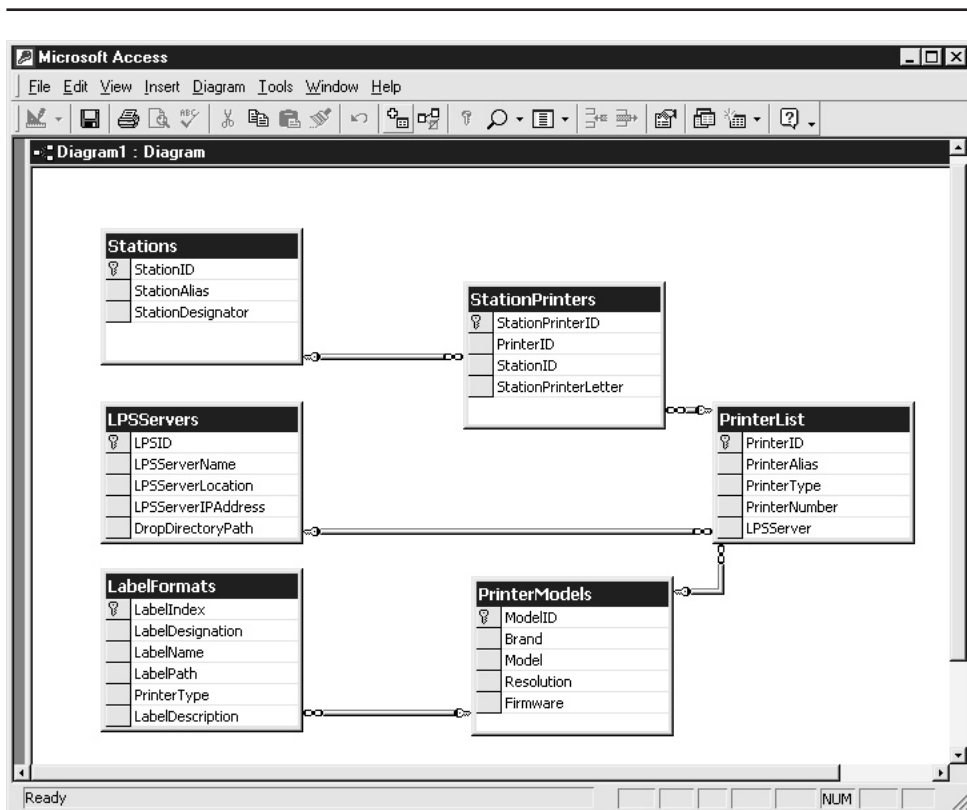 Microsoft Access
File Edit View Insert Diagram Tools Window Help
ABC
Diagram1 : Diagram
Stations
StationID
StationAlias
StationDesignator
StationPrinters
StationPrinterID
PrinterID
StationID
StationPrinterLetter
LPSServers
LPSID
LPSServerName
LPSServerLocation
LPSServerIPAddress
DropDirectoryPath
PrinterList
PrinterID
PrinterAlias
PrinterType
PrinterNumber
LPSServer
LabelFormats
LabelIndex
LabelDesignation
LabelName
LabelPath
PrinterType
LabelDescription
PrinterModels
ModelID
Brand
Model
Resolution
Firmware
Ready
NUM